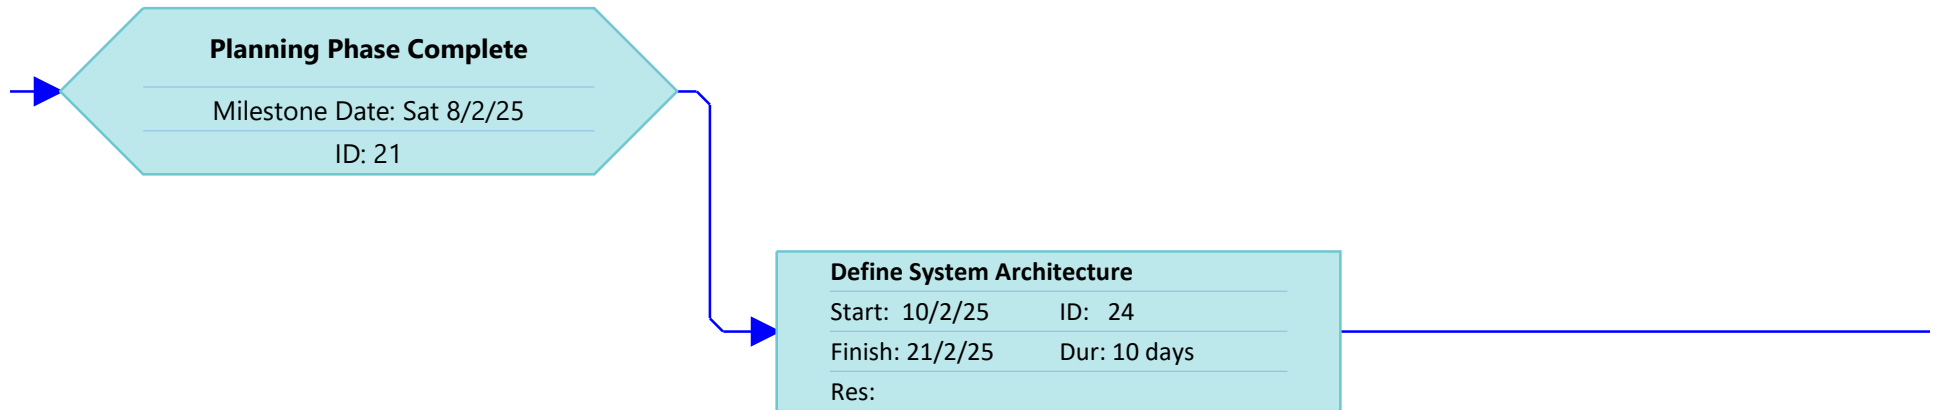 Planning Phase Complete
Milestone Date: Sat 8/2/25
ID: 21
Define System Architecture
Start: 10/2/25 ID: 24
Finish: 21/2/25 Dur: 10 days
Res: